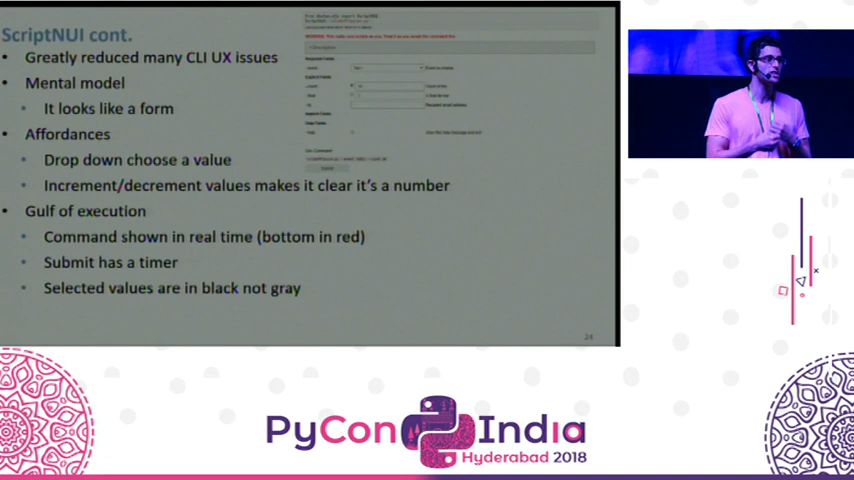 ScriptNUI cont.
• Greatly reduced many CLI UX issues
• Mental model
• It looks like a form
• Affordances
• Drop down choose a value
• Increment/decrement values makes it clear it's a number
• Gulf of execution
• Command shown in real time (bottom in red)
• Submit has a timer
• Selected values are in black not gray
24
PyCon India
Hyderabad 2018